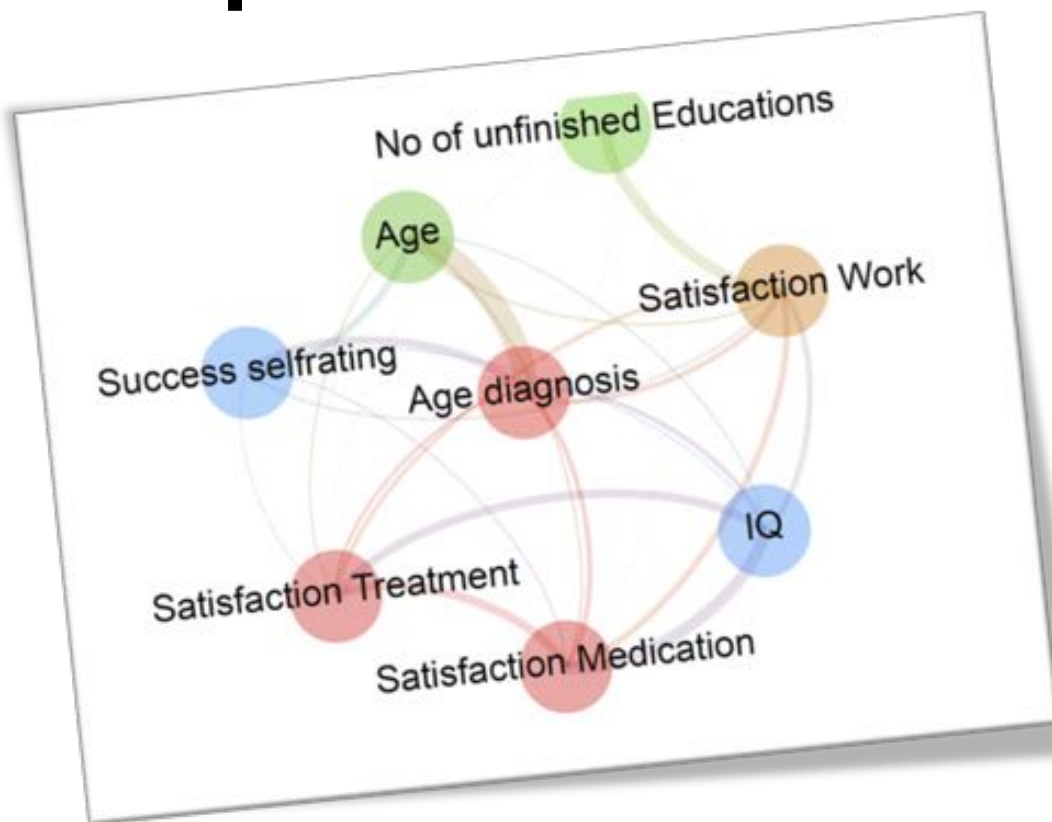 No of unfinished Educations
Age
Satisfaction Work
Success selfrating
Age diagnosis
IQ
Satisfaction Treatment
Satisfaction Medication